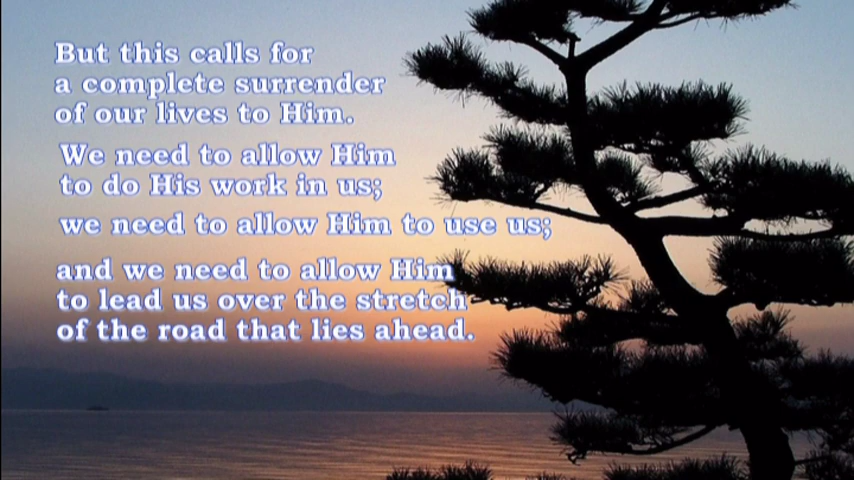 But this calls for
a complete surrender
of our lives to Him.
We need to allow Him
to do His work in us;
we need to allow Him to use us;
and we need to allow Him
to lead us over the stretch
of the road that lies ahead.